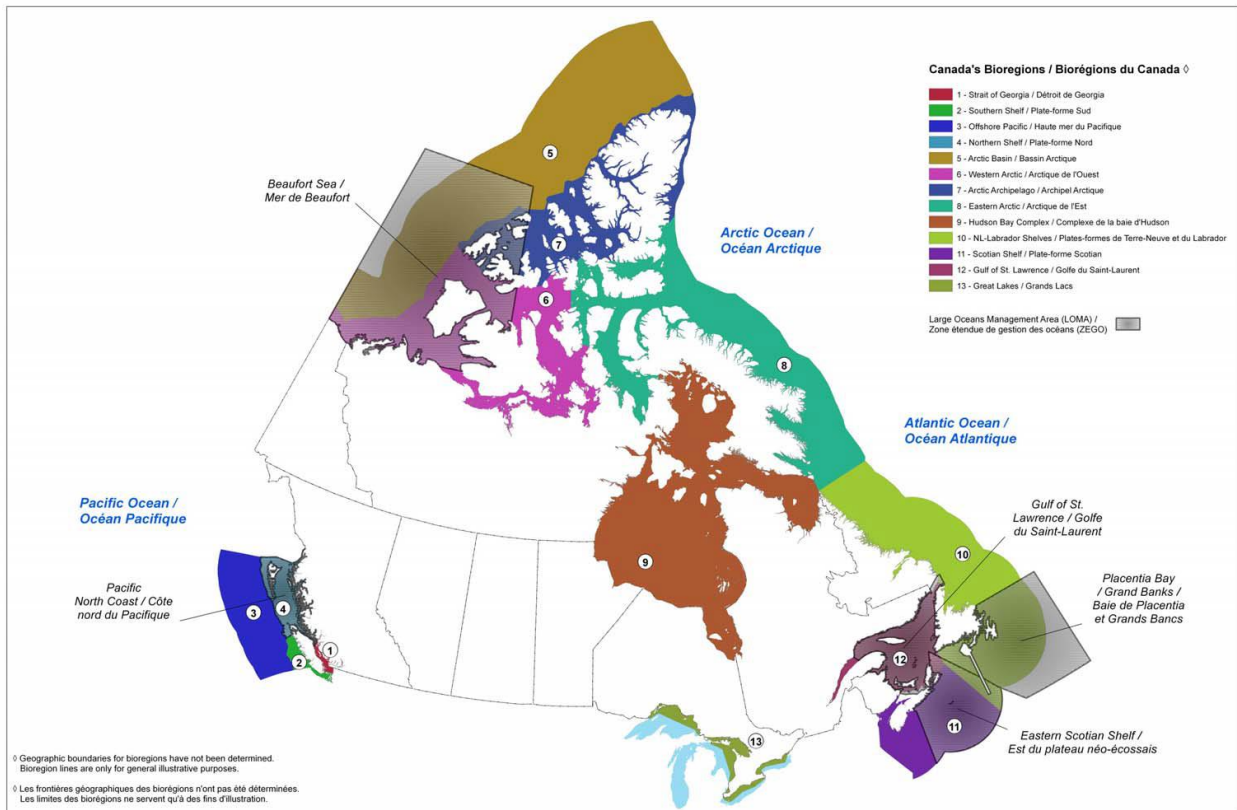 Canada's Bioregions / Biorégions du Canada ◊
1 - Strait of Georgia / Détroit de Georgia
2 - Southern Shelf / Plate-forme Sud
3 - Offshore Pacific / Haute mer du Pacifique
4 - Northern Shelf / Plate-forme Nord
5 - Arctic Basin / Bassin Arctique
6 - Western Arctic / Arctique de l'Ouest
7 - Arctic Archipelago / Archipel Arctique
8 - Eastern Arctic / Arctique de l'Est
9 - Hudson Bay Complex / Complexe de la baie d'Hudson
10 - NL-Labrador Shelves / Plates-formes de Terre-Neuve et du Labrador
11 - Scotian Shelf / Plate-forme Scotian
12 - Gulf of St. Lawrence / Golfe du Saint-Laurent
13 - Great Lakes / Grands Lacs
Large Oceans Management Area (LOMA) /
Zone étendue de gestion des océans (ZEGO)
5
Beaufort Sea /
Mer de Beaufort
Arctic Ocean /
Océan Arctique
7
6
8
Atlantic Ocean /
Océan Atlantique
Pacific Ocean /
Océan Pacifique
Gulf of St.
Lawrence / Golfe
du Saint-Laurent
10
9
Placentia Bay
/ Grand Banks /
Baie de Placentia
et Grands Bancs
Pacific
North Coast / Côte
nord du Pacifique
3
4
1
2
12
11
Eastern Scotian Shelf /
Est du plateau néo-écossais
13
◊ Geographic boundaries for bioregions have not been determined.
Bioregion lines are only for general illustrative purposes.
◊ Les frontières géographiques des biorégions n'ont pas été déterminées.
Les limites des biorégions ne servent qu'à des fins d'illustration.